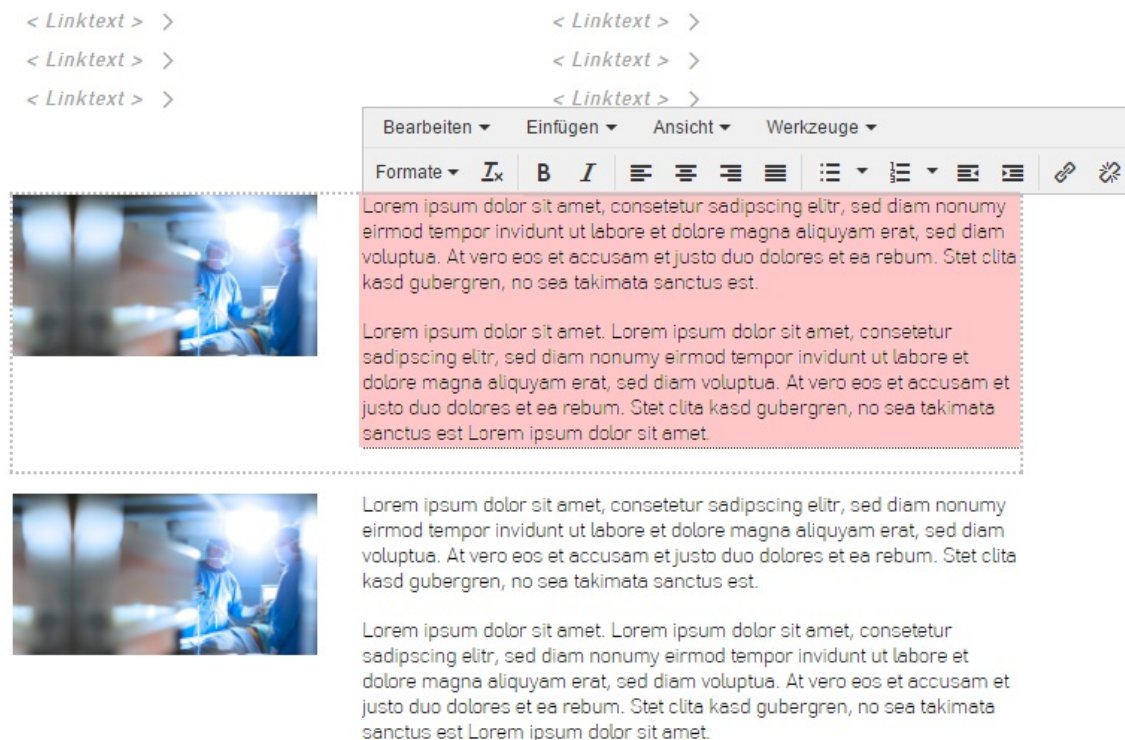 < Linktext >
< Linktext >
< Linktext >
< Linktext >
< Linktext >
< Linktext >
Bearbeiten Einfügen Ansicht Werkzeuge
Formate
Lorem ipsum dolor sit amet, consetetur sadipscing elitr, sed diam nonumy
eirmod tempor invidunt ut labore et dolore magna aliquyam erat, sed diam
voluptua. At vero eos et accusam et justo duo dolores et ea rebum. Stet clita
kasd gubergren, no sea takimata sanctus est.
Lorem ipsum dolor sit amet. Lorem ipsum dolor sit amet, consetetur
sadipscing elitr, sed diam nonumy eirmod tempor invidunt ut labore et
dolore magna aliquyam erat, sed diam voluptua. At vero eos et accusam et
justo duo dolores et ea rebum. Stet clita kasd gubergren, no sea takimata
sanctus est Lorem ipsum dolor sit amet.
Lorem ipsum dolor sit amet, consetetur sadipscing elitr, sed diam nonumy
eirmod tempor invidunt ut labore et dolore magna aliquyam erat, sed diam
voluptua. At vero eos et accusam et justo duo dolores et ea rebum. Stet clita
kasd gubergren, no sea takimata sanctus est.
Lorem ipsum dolor sit amet. Lorem ipsum dolor sit amet, consetetur
sadipscing elitr, sed diam nonumy eirmod tempor invidunt ut labore et
dolore magna aliquyam erat, sed diam voluptua. At vero eos et accusam et
justo duo dolores et ea rebum. Stet clita kasd gubergren, no sea takimata
sanctus est Lorem ipsum dolor sit amet.